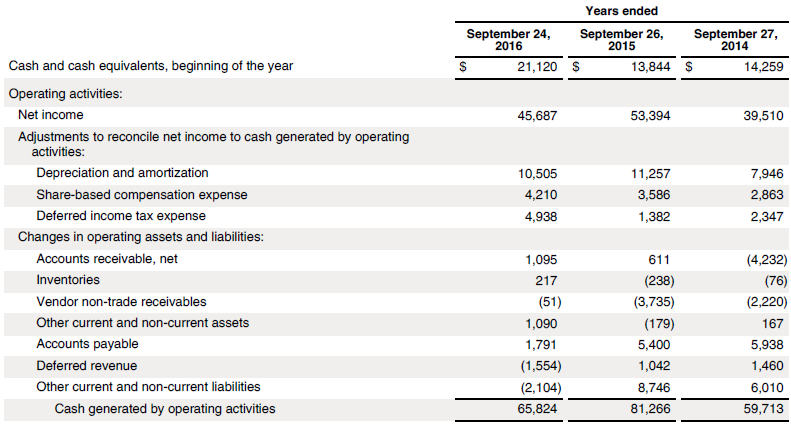 Years ended
September 24, 2016 September 26, 2015 September 27, 2014
Cash and cash equivalents, beginning of the year $ 21,120 $ 13,844 $ 14,259
Operating activities:
Net income 45,687 53,394 39,510
Adjustments to reconcile net income to cash generated by operating
activities:
Depreciation and amortization 10,505 11,257 7,946
Share-based compensation expense 4,210 3,586 2,863
Deferred income tax expense 4,938 1,382 2,347
Changes in operating assets and liabilities:
Accounts receivable, net 1,095 611 (4,232)
Inventories 217 (238) (76)
Vendor non-trade receivables (51) (3,735) (2,220)
Other current and non-current assets 1,090 (179) 167
Accounts payable 1,791 5,400 5,938
Deferred revenue (1,554) 1,042 1,460
Other current and non-current liabilities (2,104) 8,746 6,010
Cash generated by operating activities 65,824 81,266 59,713